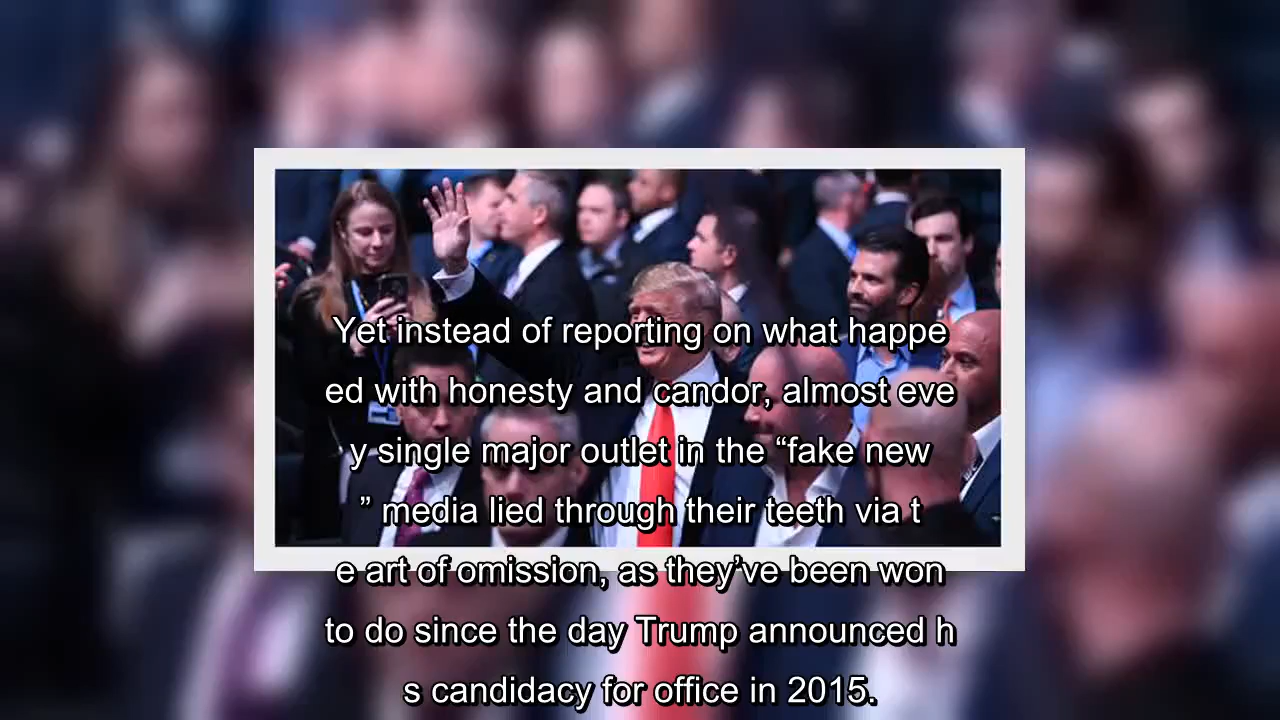 Yet instead of reporting on what happe
ed with honesty and candor, almost eve
y single major outlet in the “fake new
” media lied through their teeth via t
e art of omission, as they’ve been won
to do since the day Trump announced h
s candidacy for office in 2015.